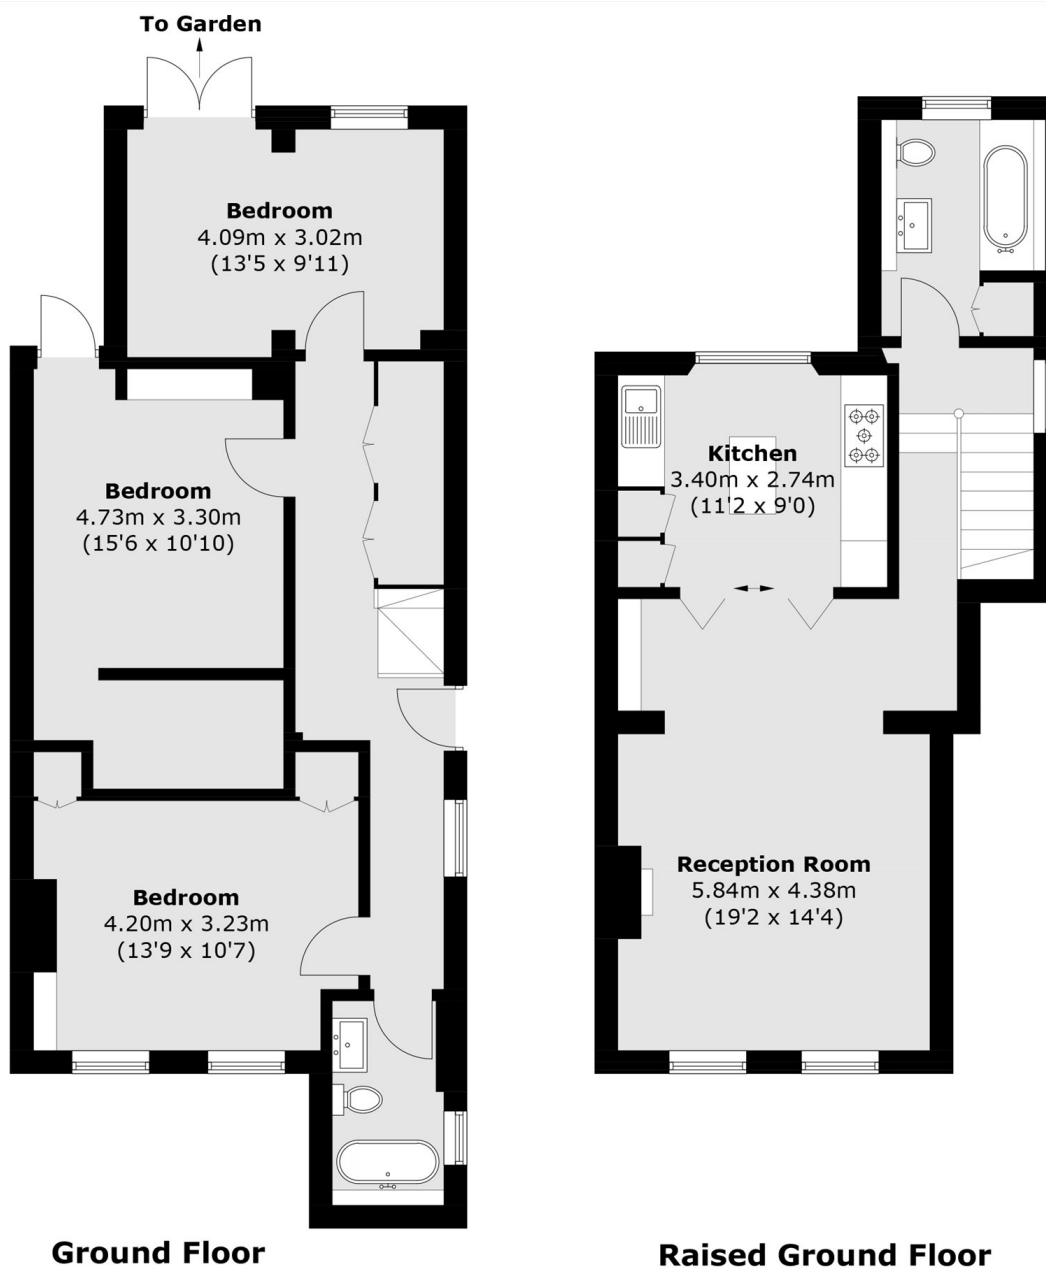 To Garden
Bedroom
4.09m x 3.02m
(13'5 x 9'11)
Bedroom
4.73m x 3.30m
(15'6 x 10'10)
Bedroom
4.20m x 3.23m
(13'9 x 10'7)
Ground Floor
Kitchen
3.40m x 2.74m
(11'2 x 9'0)
Reception Room
5.84m x 4.38m
(19'2 x 14'4)
Raised Ground Floor